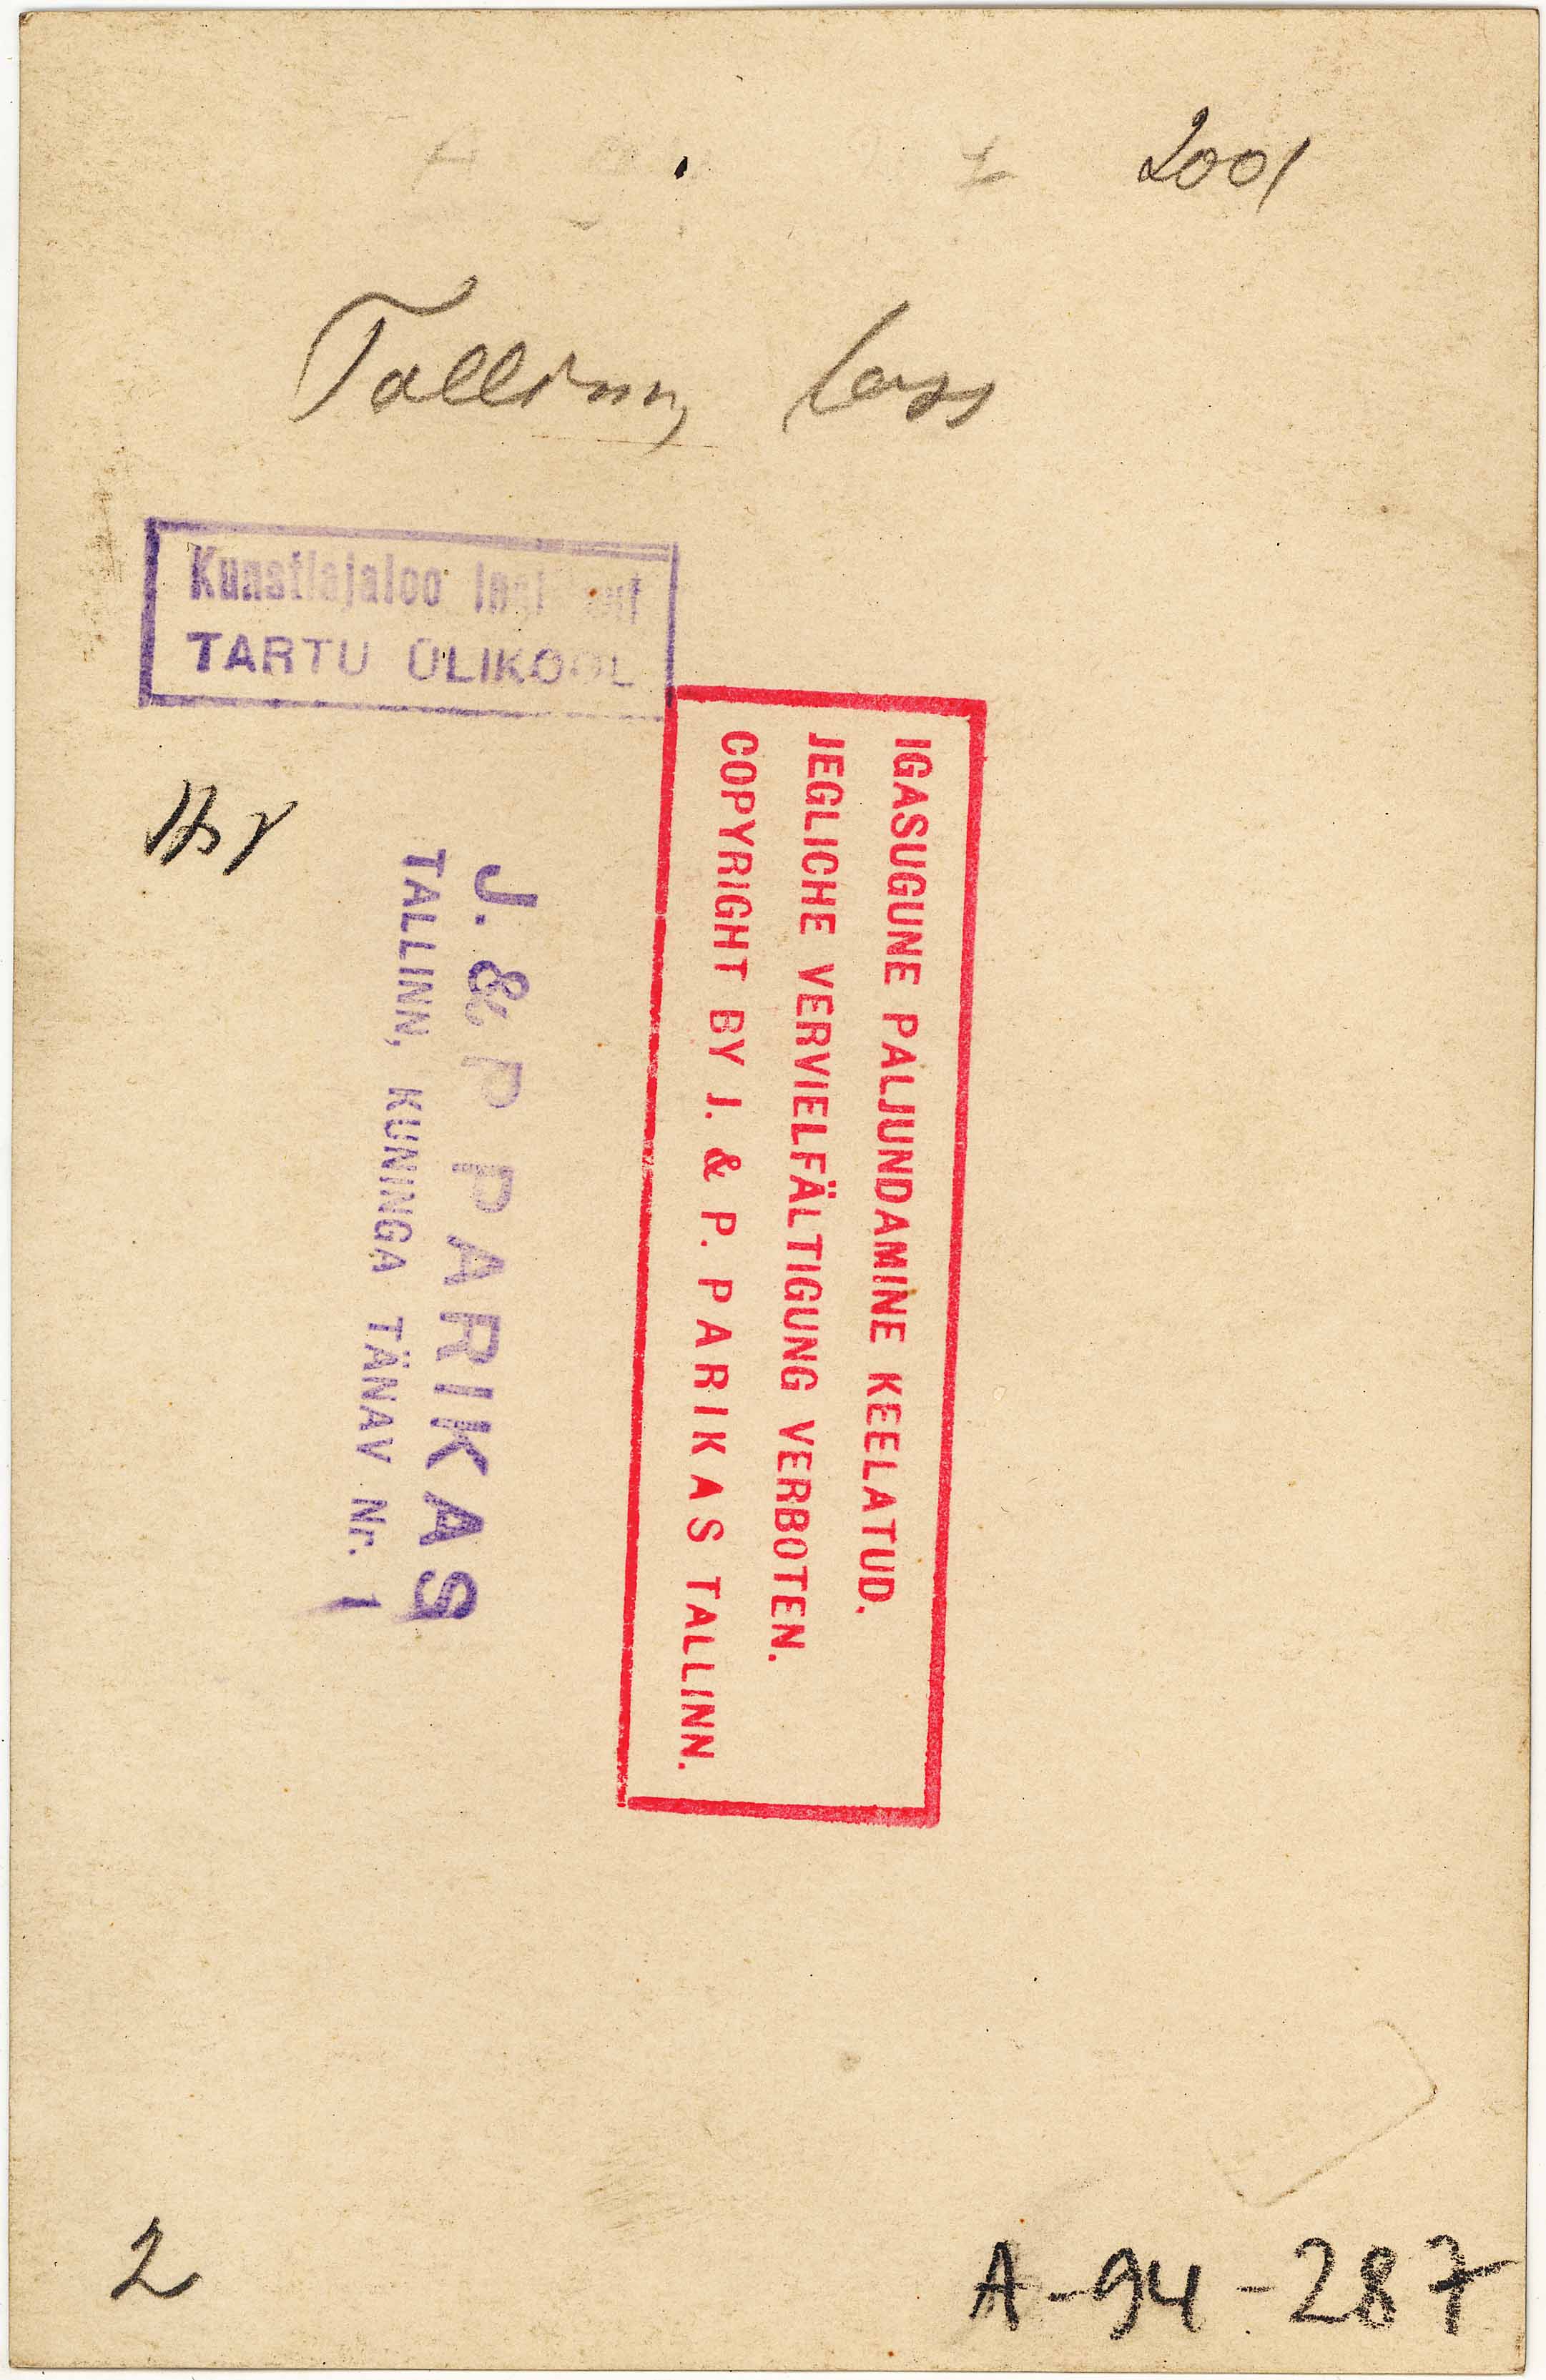 2001
Tallinn, loss
Kunstiajaloo
TARTU ÜLIKOOL
IGASUGUNE PALJUNDAMINE KEELATUD.
JEGLICHE VERVIELFÄLTIGUNG VERBOTEN.
COPYRIGHT BY J. & P. PARIKAS TALLINN.
J. & P PARIKAS
TALLINN, KUNINGA TÄNAV Nr. 1
2
A-94-287